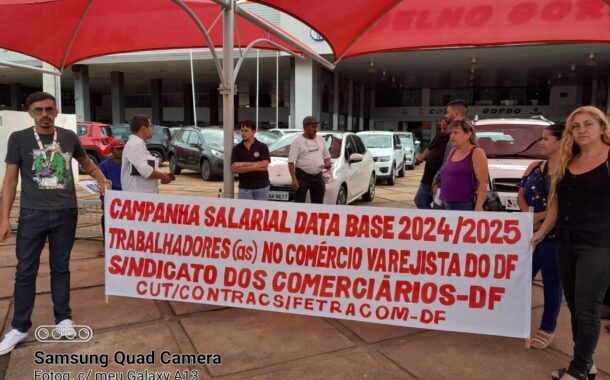 CAMPANHA SALARIAL DATA BASE 2024/2025
TRABALHADORES (as) NO COMÉRCIO VAREJISTA DO DF
SINDICATO DOS COMERCIÁRIOS-DF
CUT/CONTRACS/FETRACOM-DF
Samsung Quad Camera
Fotog. c/ meu Galaxy A13